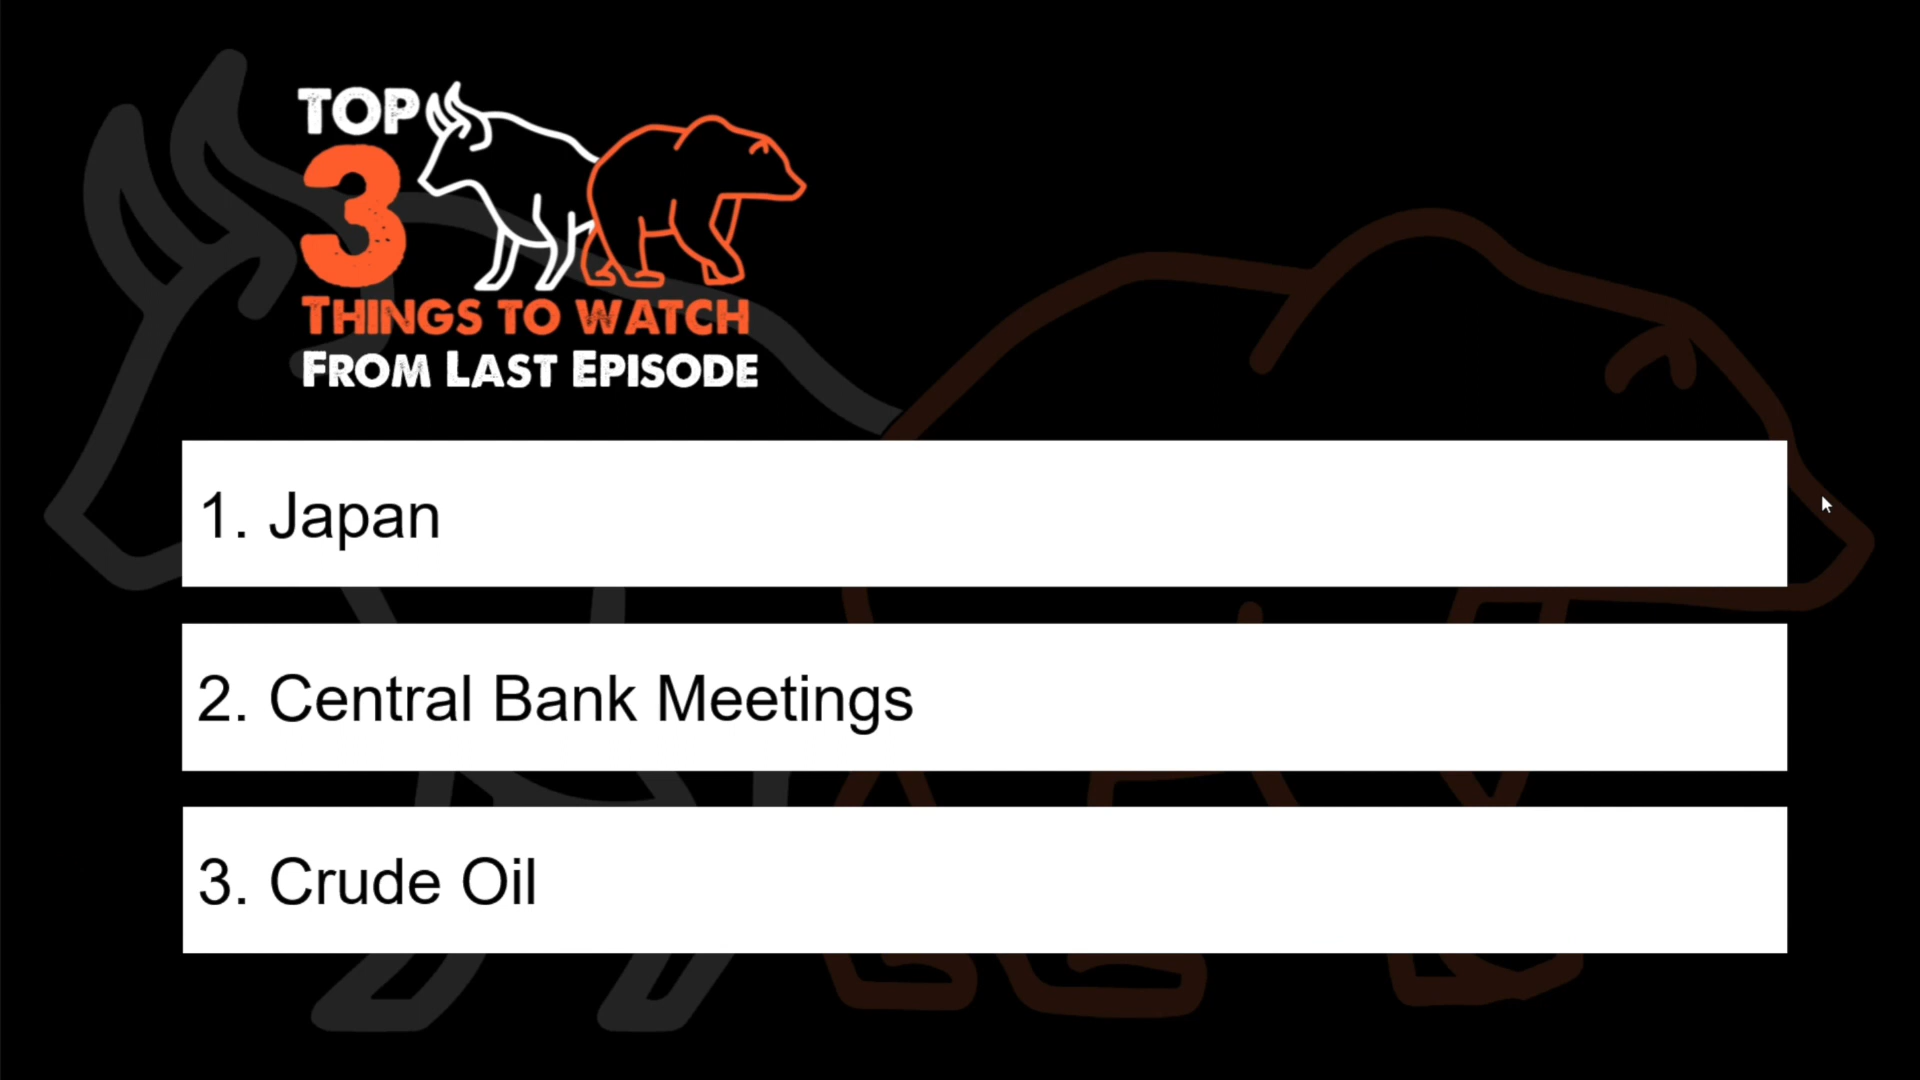 TOP
3
THINGS TO WATCH
FROM LAST EPISODE
1. Japan
2. Central Bank Meetings
3. Crude Oil